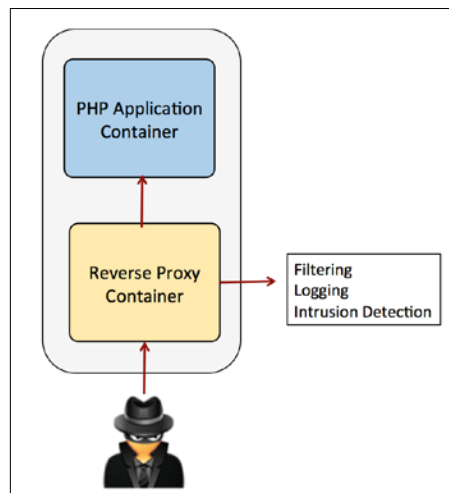 PHP Application
Container
Reverse Proxy
Container
Filtering
Logging
Intrusion Detection